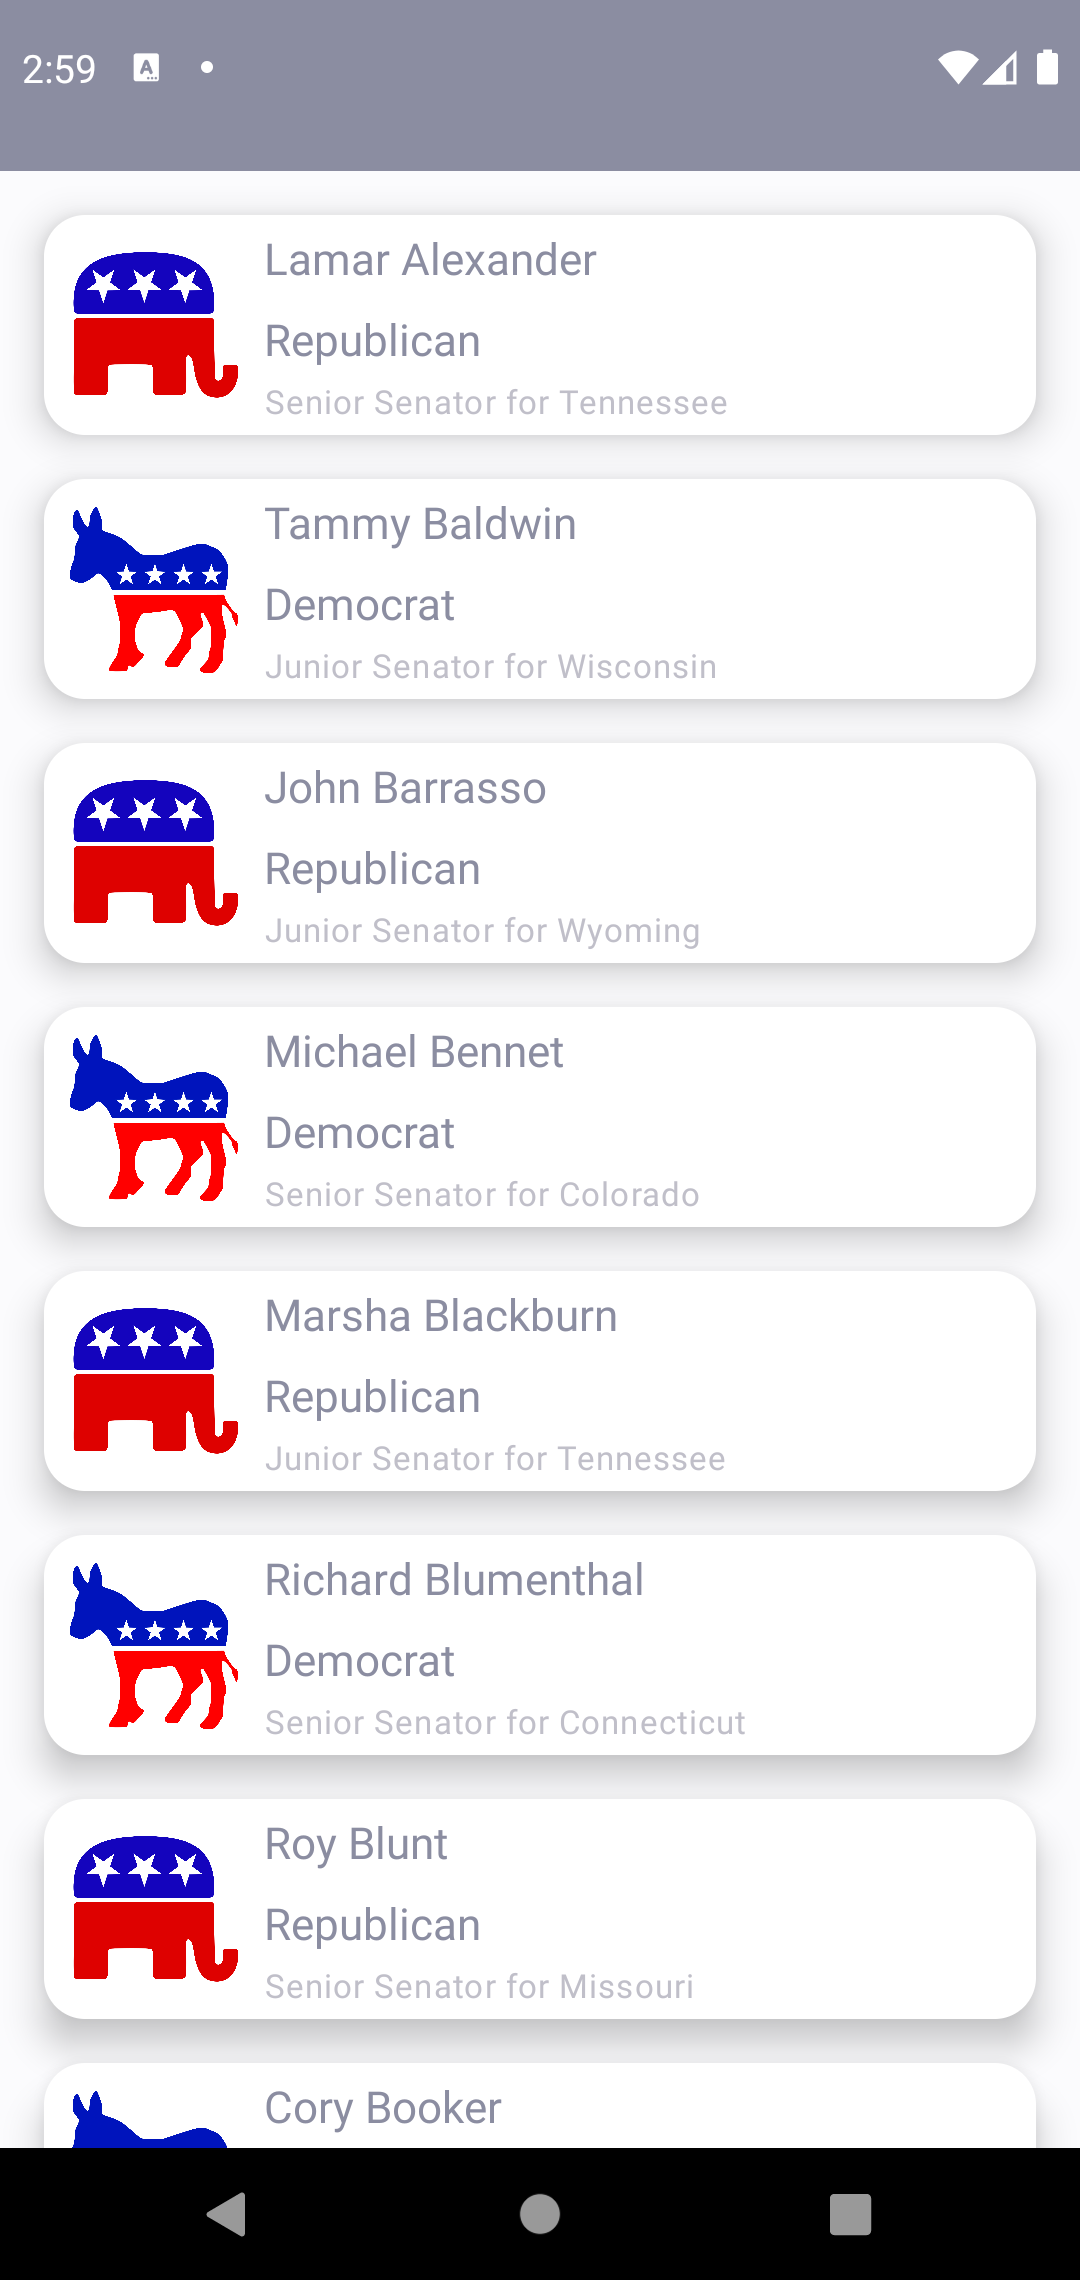 2:59
Lamar Alexander
Republican
Senior Senator for Tennessee
Tammy Baldwin
Democrat
Junior Senator for Wisconsin
John Barrasso
Republican
Junior Senator for Wyoming
Michael Bennet
Democrat
Senior Senator for Colorado
Marsha Blackburn
Republican
Junior Senator for Tennessee
Richard Blumenthal
Democrat
Senior Senator for Connecticut
Roy Blunt
Republican
Senior Senator for Missouri
Cory Booker